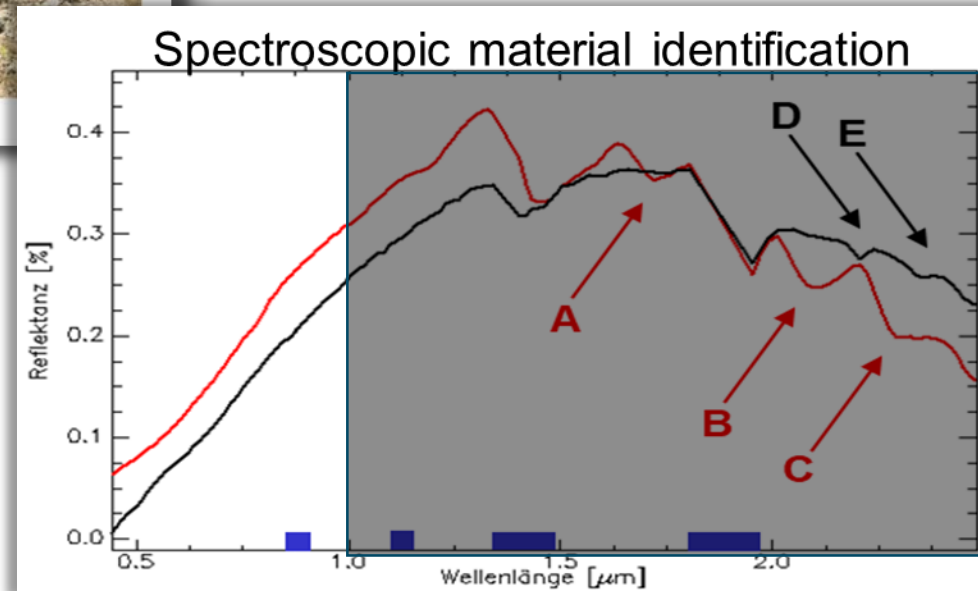 Spectroscopic material identification
Reflektanz [%]
0.4
0.3
0.2
0.1
0.0
D
E
A
B
C
0.5
1.0
1.5
2.0
Wellenlänge [μm]